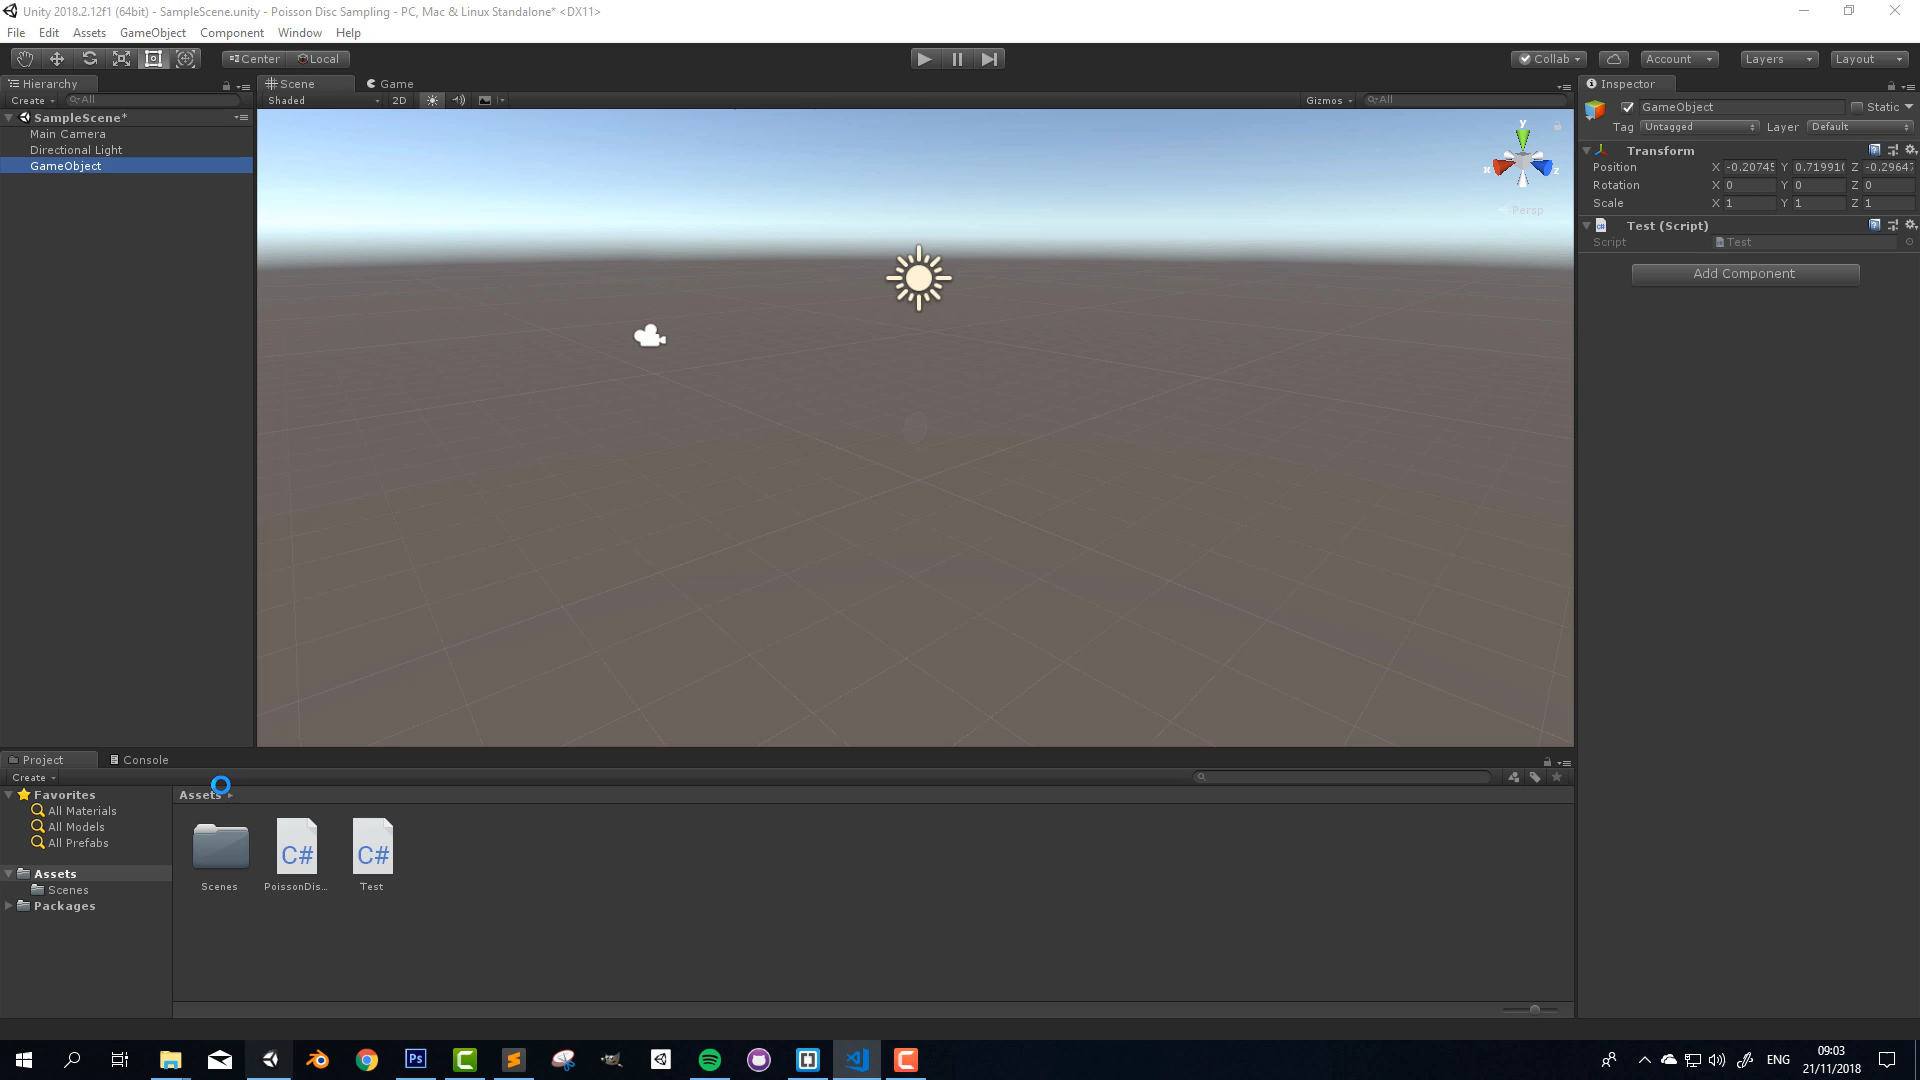 Unity 2018.2.12f1 (64bit) - SampleScene.unity - Poisson Disc Sampling - PC, Mac & Linux Standalone* <DX11>
File Edit Assets GameObject Component Window Help
Center Local
Collab Account Layers Layout
Hierarchy
Create All
SampleScene*
Main Camera
Directional Light
GameObject
Scene Game
Shaded 2D Gizmos All
y
x z
Persp
Inspector
GameObject Static
Tag Untagged Layer Default
Transform
Position X -0.20745 Y 0.71991 Z -0.29647
Rotation X 0 Y 0 Z 0
Scale X 1 Y 1 Z 1
Test (Script)
Script Test
Add Component
Project Console
Create
Favorites
All Materials
All Models
All Prefabs
Assets
Scenes
Packages
Assets
C# C#
Scenes PoissonDis... Test
Ps
ENG
09:03
21/11/2018